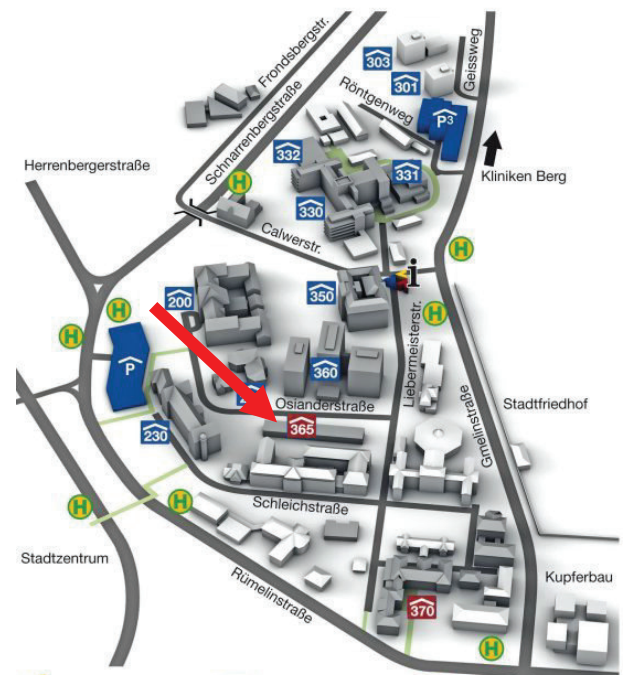 Frondsbergstr.
303
301
Geissweg
Röntgenweg
P3
Schnarrenbergstraße
Herrenbergerstraße
332
331
Kliniken Berg
H
330
Calwerstr.
H
i
200
350
H
H
H
P
360
Liebermeisterstr.
Osianderstraße
Stadtfriedhof
365
Gmelinstraße
230
H
H
Schleichstraße
Stadtzentrum
Rümelinstraße
Kupferbau
370
H